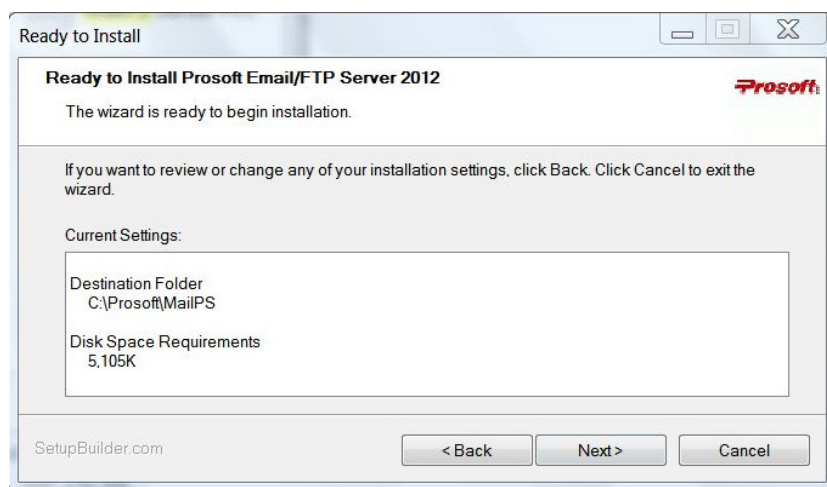 Ready to Install
Ready to Install Prosoft Email/FTP Server 2012
Prosoft
The wizard is ready to begin installation.
If you want to review or change any of your installation settings, click Back. Click Cancel to exit the
wizard.
Current Settings:
Destination Folder
C:\Prosoft\MailPS
Disk Space Requirements
5,105K
SetupBuilder.com
< Back
Next >
Cancel